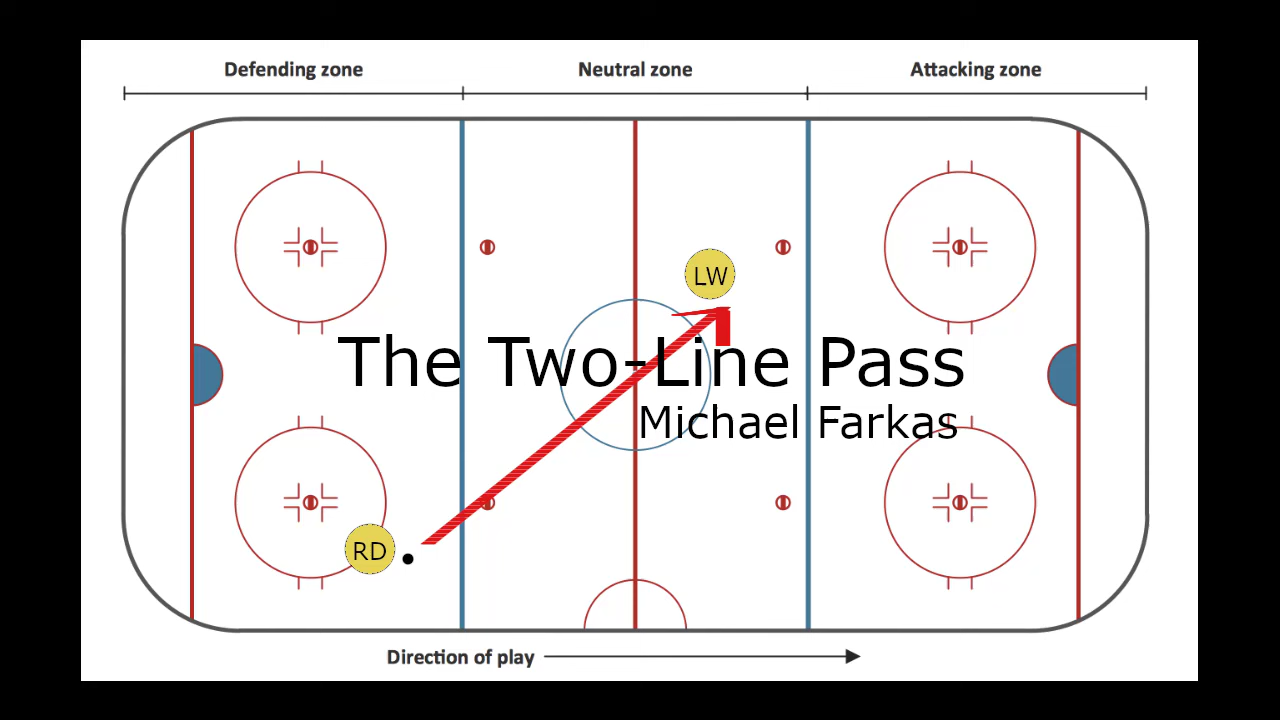 Defending zone
Neutral zone
Attacking zone
LW
The Two-Line Pass
Michael Farkas
RD
Direction of play